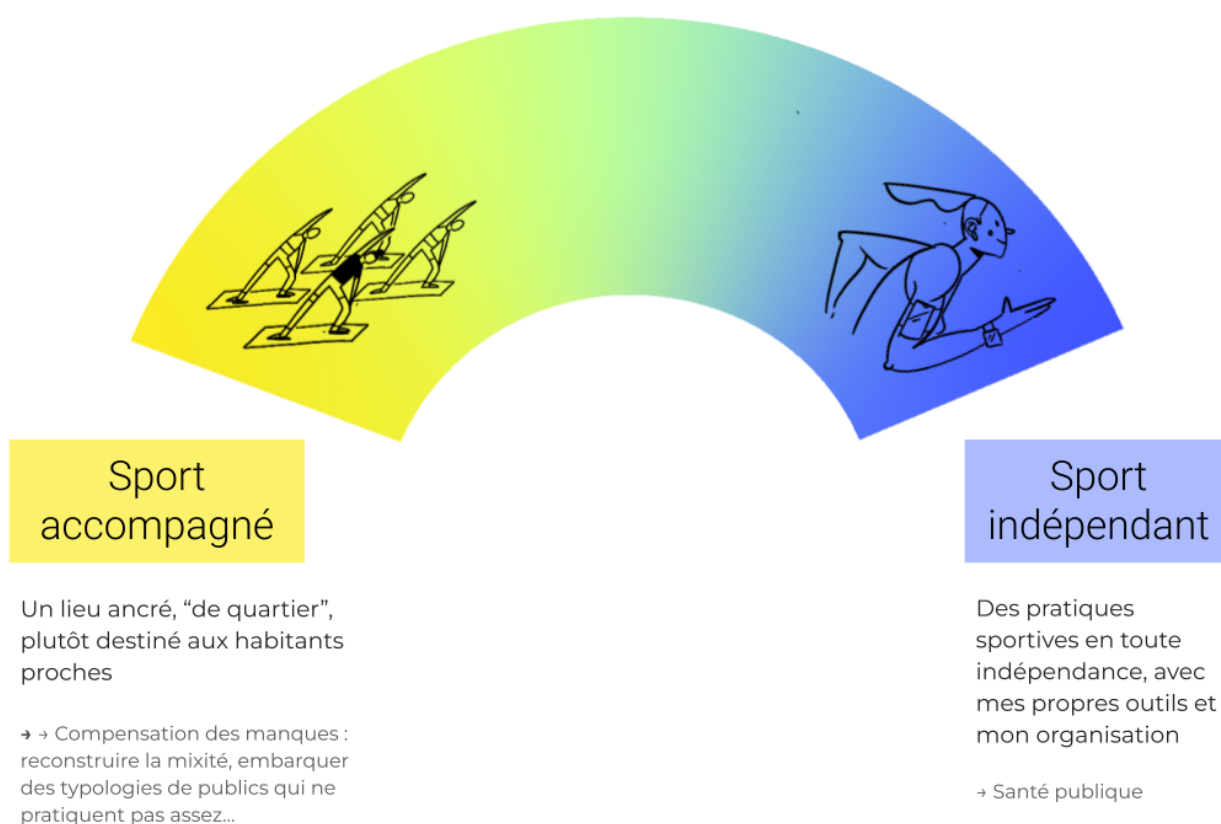 Sport
accompagné
Un lieu ancré, “de quartier”,
plutôt destiné aux habitants
proches
→ → Compensation des manques :
reconstruire la mixité, embarquer
des typologies de publics qui ne
pratiquent pas assez...
Sport
indépendant
Des pratiques
sportives en toute
indépendance, avec
mes propres outils et
mon organisation
→ Santé publique